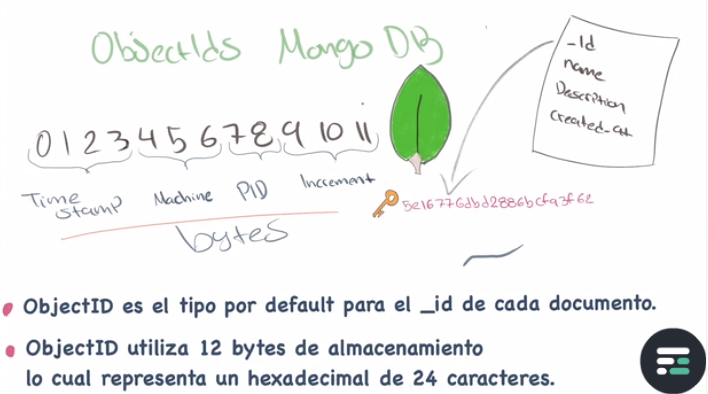 ObjectIds MongoDB
_Id
name
Description
Created_at
0 1 2 3 4 5 6 7 8 9 10 11
Time stamp Machine PID Increment
5e16776dbd2886bcfa3f62
bytes
ObjectID es el tipo por default para el _id de cada documento.
ObjectID utiliza 12 bytes de almacenamiento
lo cual representa un hexadecimal de 24 caracteres.